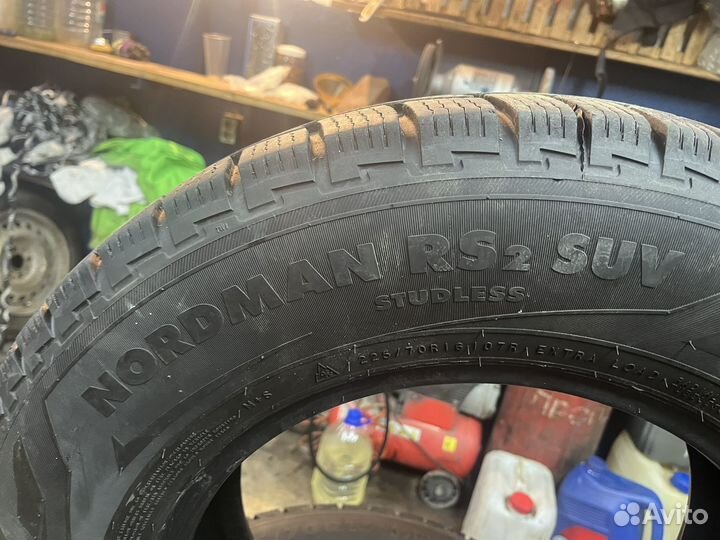 NORDMAN RS2 SUV
STUDLESS
225/70R16 107R EXTRA LOAD
M+S
Avito